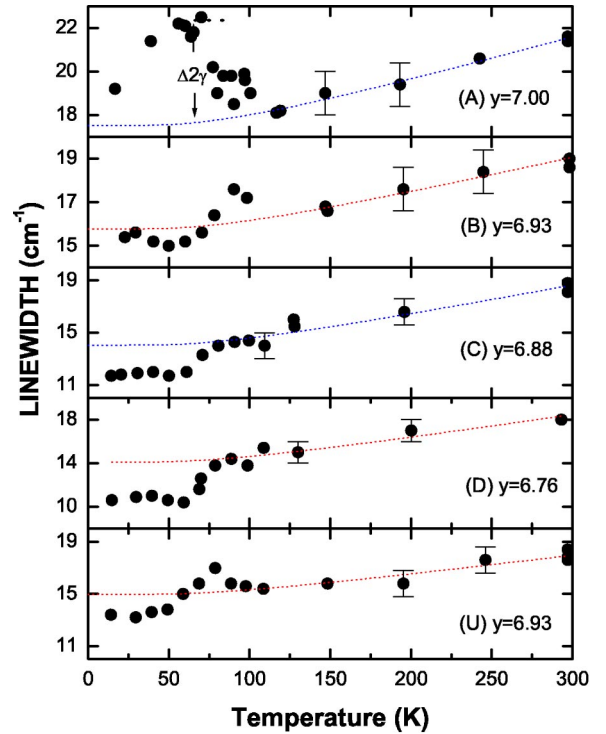 22
20
18
Δ2γ
(A) y=7.00
19
17
15
(B) y=6.93
19
14
11
(C) y=6.88
18
14
10
(D) y=6.76
19
15
11
(U) y=6.93
0 50 100 150 200 250 300
Temperature (K)
LINEWIDTH (cm⁻¹)